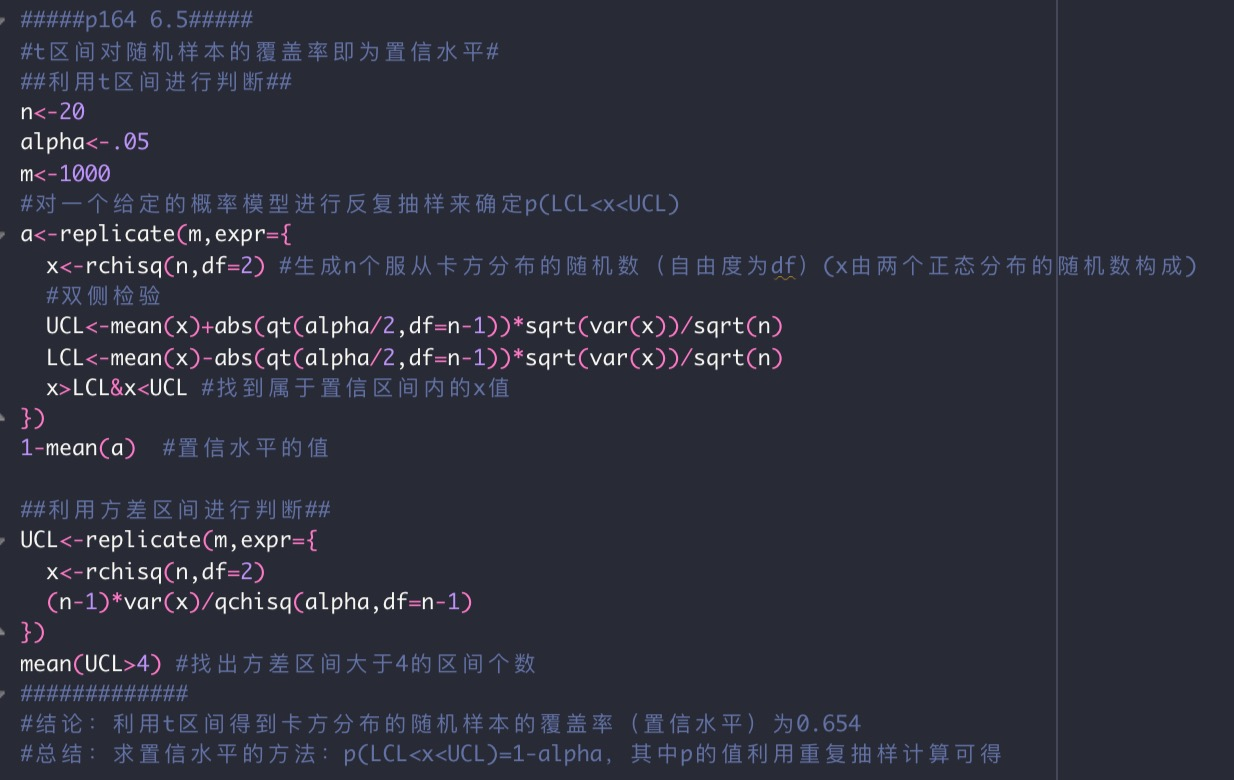 #####p164 6.5#####
#t区间对随机样本的覆盖率即为置信水平#
##利用t区间进行判断##
n<-20
alpha<-.05
m<-1000
#对一个给定的概率模型进行反复抽样来确定p(LCL<x<UCL)
a<-replicate(m,expr={
  x<-rchisq(n,df=2) #生成n个服从卡方分布的随机数（自由度为df）(x由两个正态分布的随机数构成)
  #双侧检验
  UCL<-mean(x)+abs(qt(alpha/2,df=n-1))*sqrt(var(x))/sqrt(n)
  LCL<-mean(x)-abs(qt(alpha/2,df=n-1))*sqrt(var(x))/sqrt(n)
  x>LCL&x<UCL #找到属于置信区间内的x值
})
1-mean(a)  #置信水平的值
##利用方差区间进行判断##
UCL<-replicate(m,expr={
  x<-rchisq(n,df=2)
  (n-1)*var(x)/qchisq(alpha,df=n-1)
})
mean(UCL>4) #找出方差区间大于4的区间个数
#############
#结论：利用t区间得到卡方分布的随机样本的覆盖率（置信水平）为0.654
#总结：求置信水平的方法：p(LCL<x<UCL)=1-alpha，其中p的值利用重复抽样计算可得